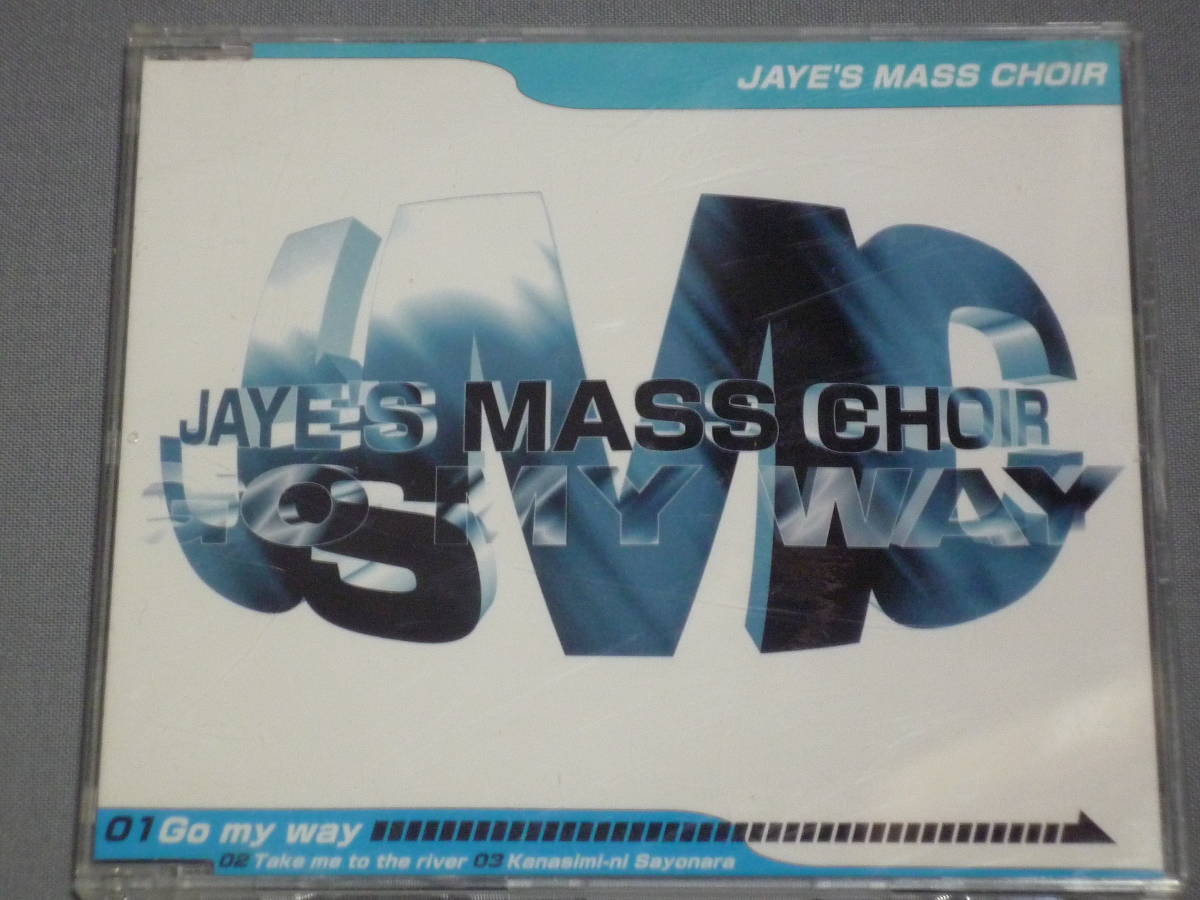 JAYE'S MASS CHOIR
JsMC
JAYE'S MASS CHOIR
GO MY WAY
01 Go my way
02 Take me to the river 03 Kanasimi-ni Sayonara